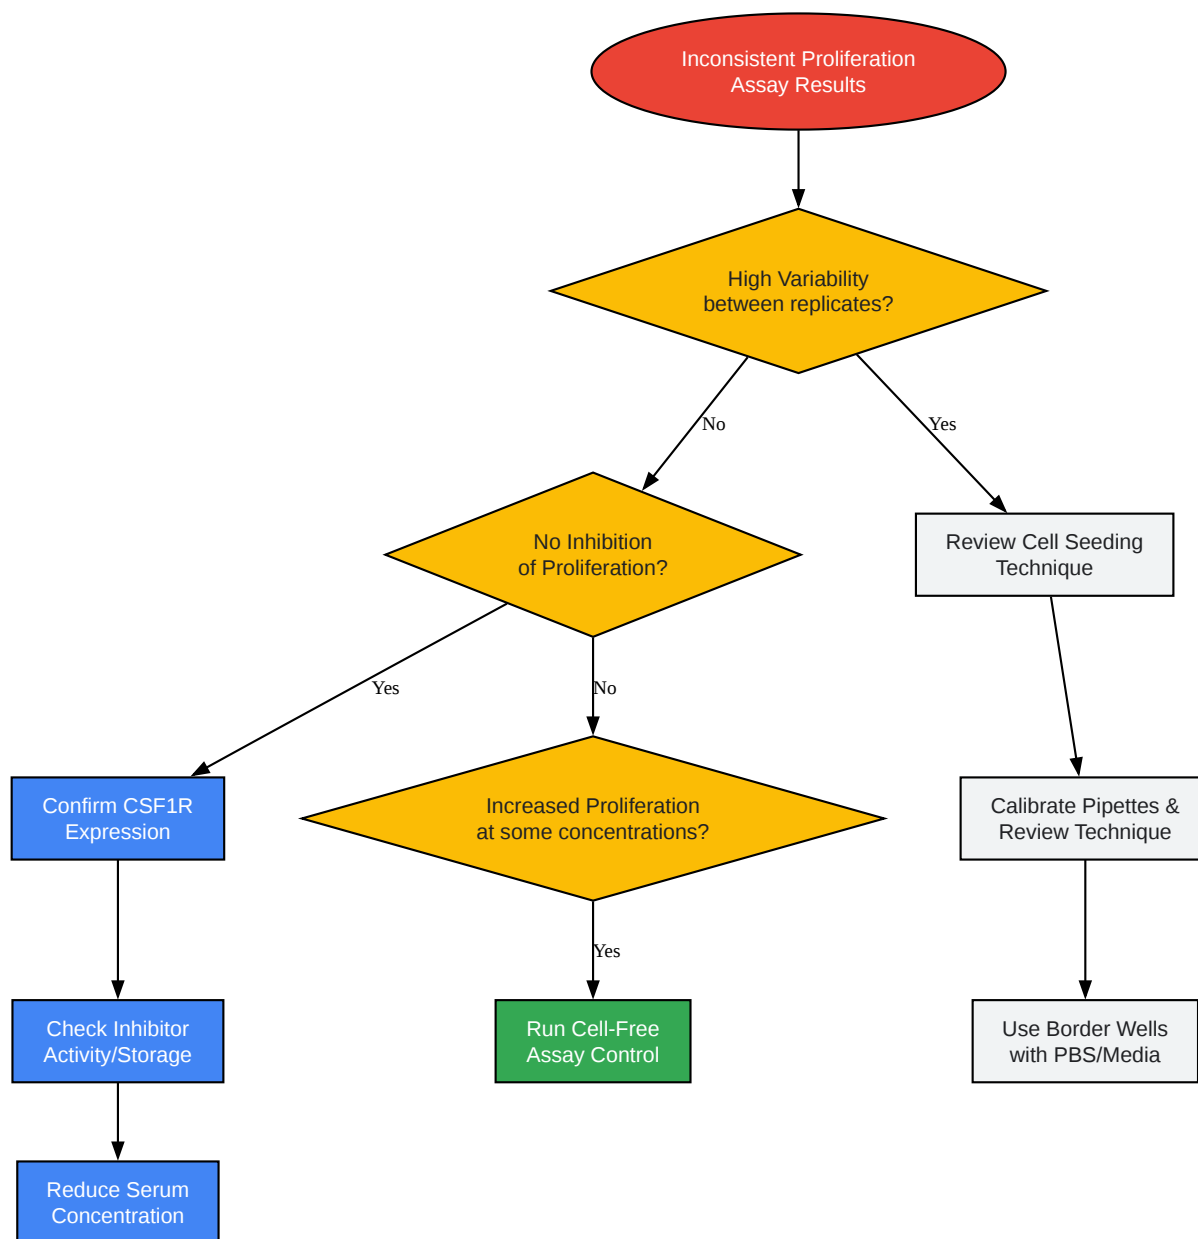 Inconsistent Proliferation
Assay Results
High Variability
between replicates?
No
Yes
No Inhibition
of Proliferation?
Review Cell Seeding
Technique
Yes
No
Confirm CSF1R
Expression
Increased Proliferation
at some concentrations?
Calibrate Pipettes &
Review Technique
Yes
Check Inhibitor
Activity/Storage
Run Cell-Free
Assay Control
Use Border Wells
with PBS/Media
Reduce Serum
Concentration